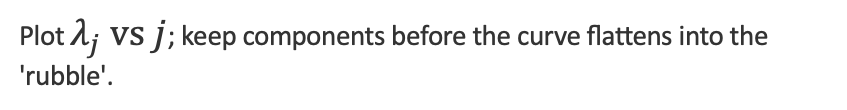 Plot λⱼ vs j; keep components before the curve flattens into the
'rubble'.